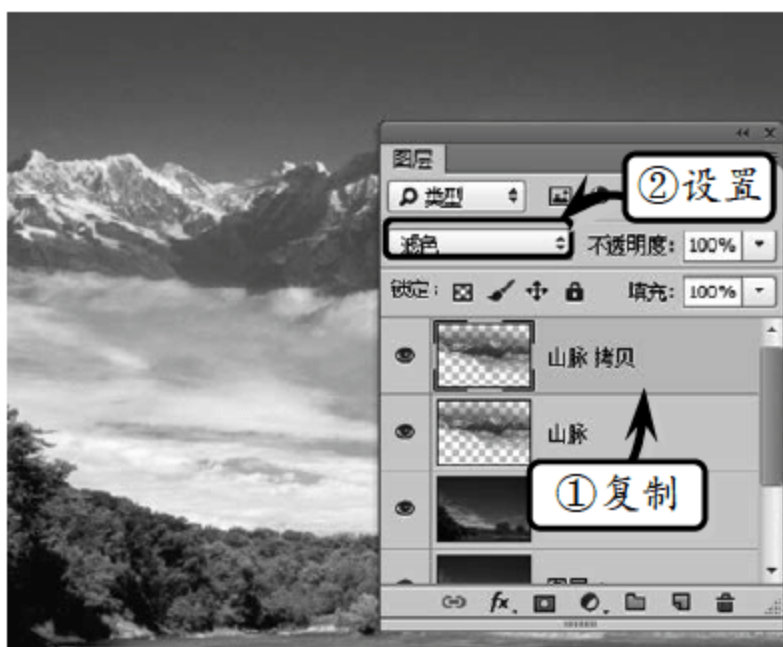 图层
类型
②设置
滤色
不透明度: 100%
锁定:
填充: 100%
山脉 拷贝
山脉
①复制
fx